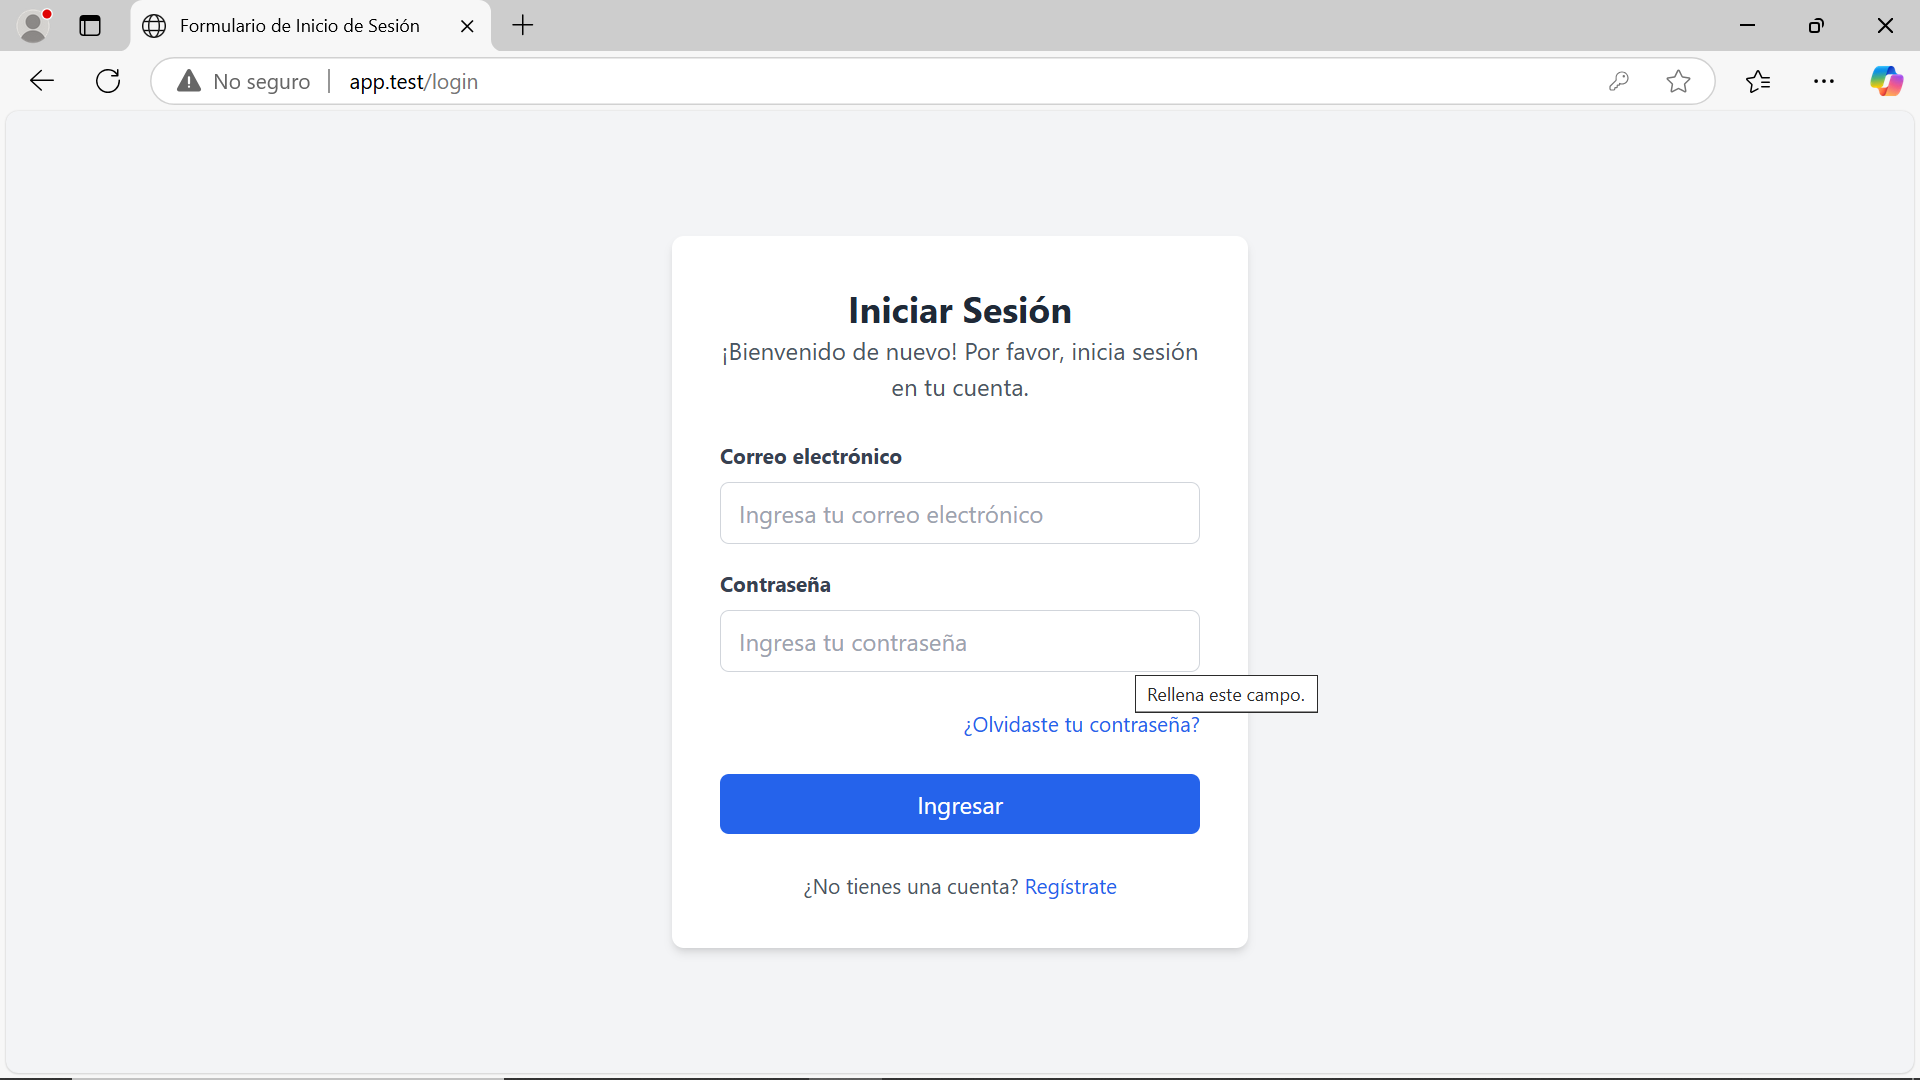 Formulario de Inicio de Sesión
No seguro app.test/login
Iniciar Sesión
¡Bienvenido de nuevo! Por favor, inicia sesión
en tu cuenta.
Correo electrónico
Ingresa tu correo electrónico
Contraseña
Ingresa tu contraseña
Rellena este campo.
¿Olvidaste tu contraseña?
Ingresar
¿No tienes una cuenta? Regístrate